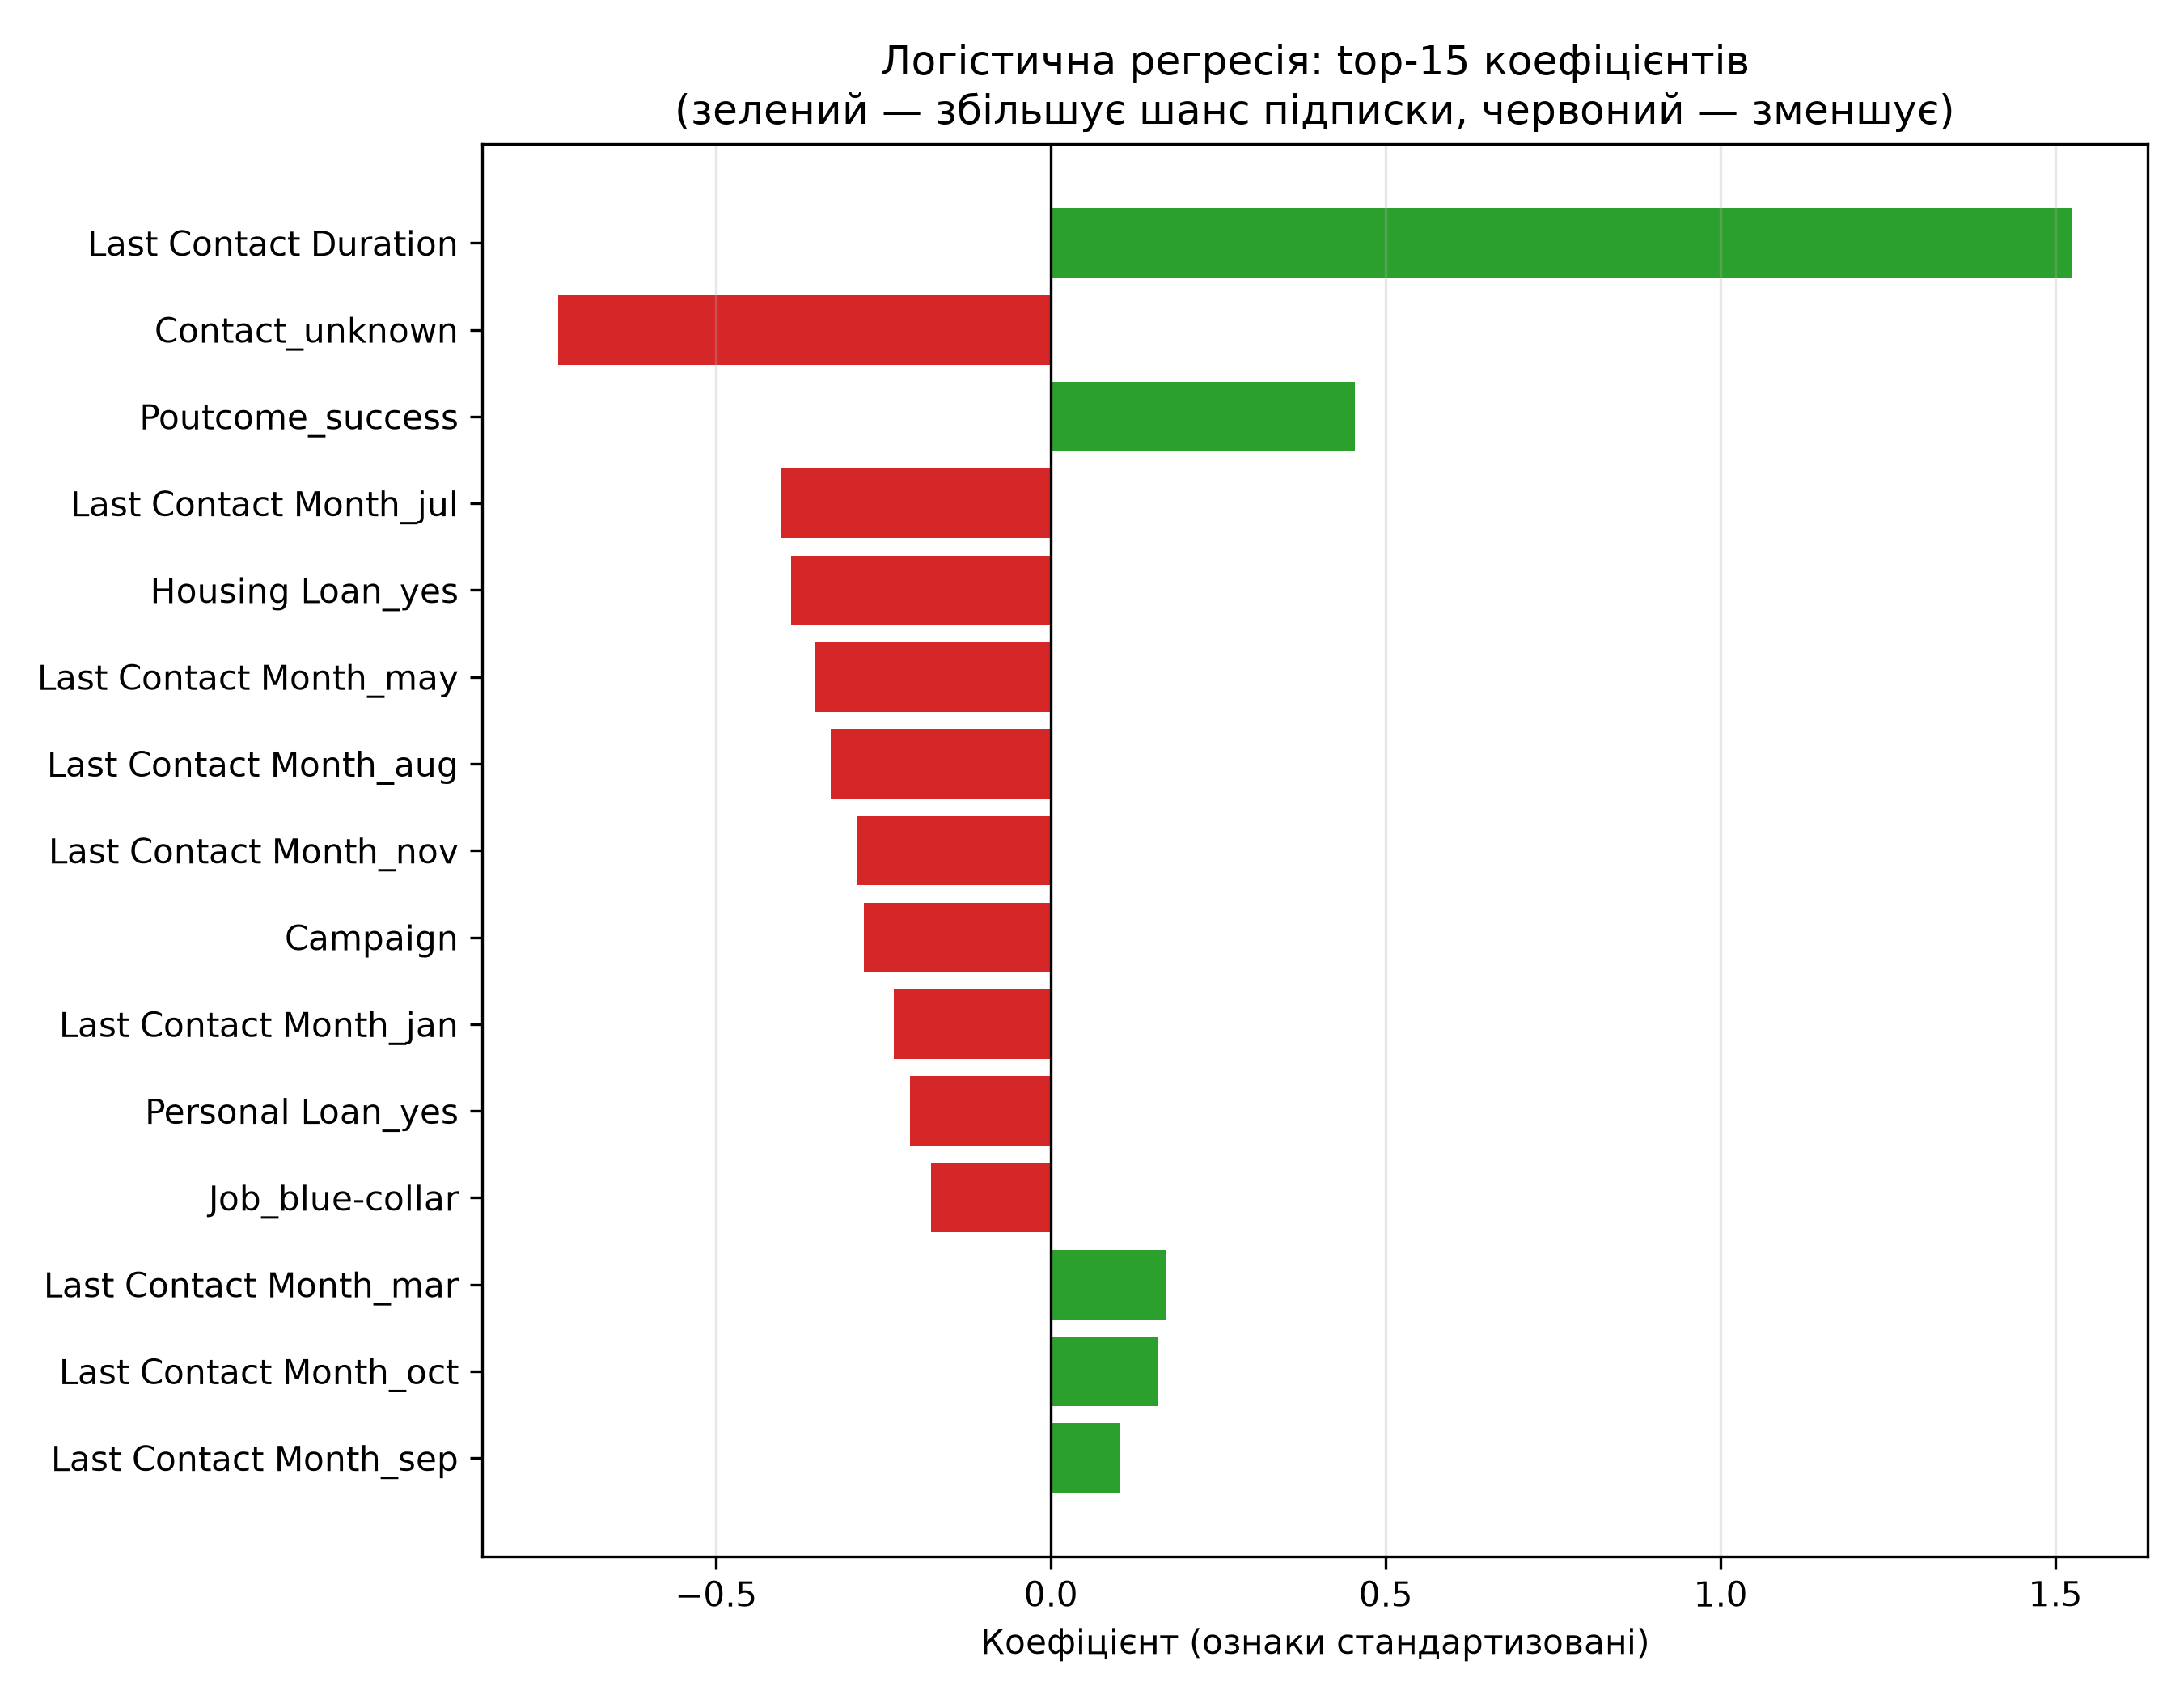 Логістична регресія: top-15 коефіцієнтів
(зелений — збільшує шанс підписки, червоний — зменшує)
Last Contact Duration
Contact_unknown
Poutcome_success
Last Contact Month_jul
Housing Loan_yes
Last Contact Month_may
Last Contact Month_aug
Last Contact Month_nov
Campaign
Last Contact Month_jan
Personal Loan_yes
Job_blue-collar
Last Contact Month_mar
Last Contact Month_oct
Last Contact Month_sep
−0.5 0.0 0.5 1.0 1.5
Коефіцієнт (ознаки стандартизовані)